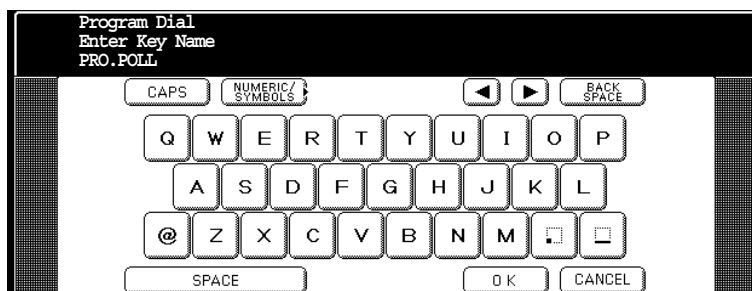 Program Dial
Enter Key Name
PRO.POLL
CAPS NUMERIC/ SYMBOLS ◀ ▶ BACK SPACE
Q W E R T Y U I O P
A S D F G H J K L
@ Z X C V B N M . _
SPACE OK CANCEL